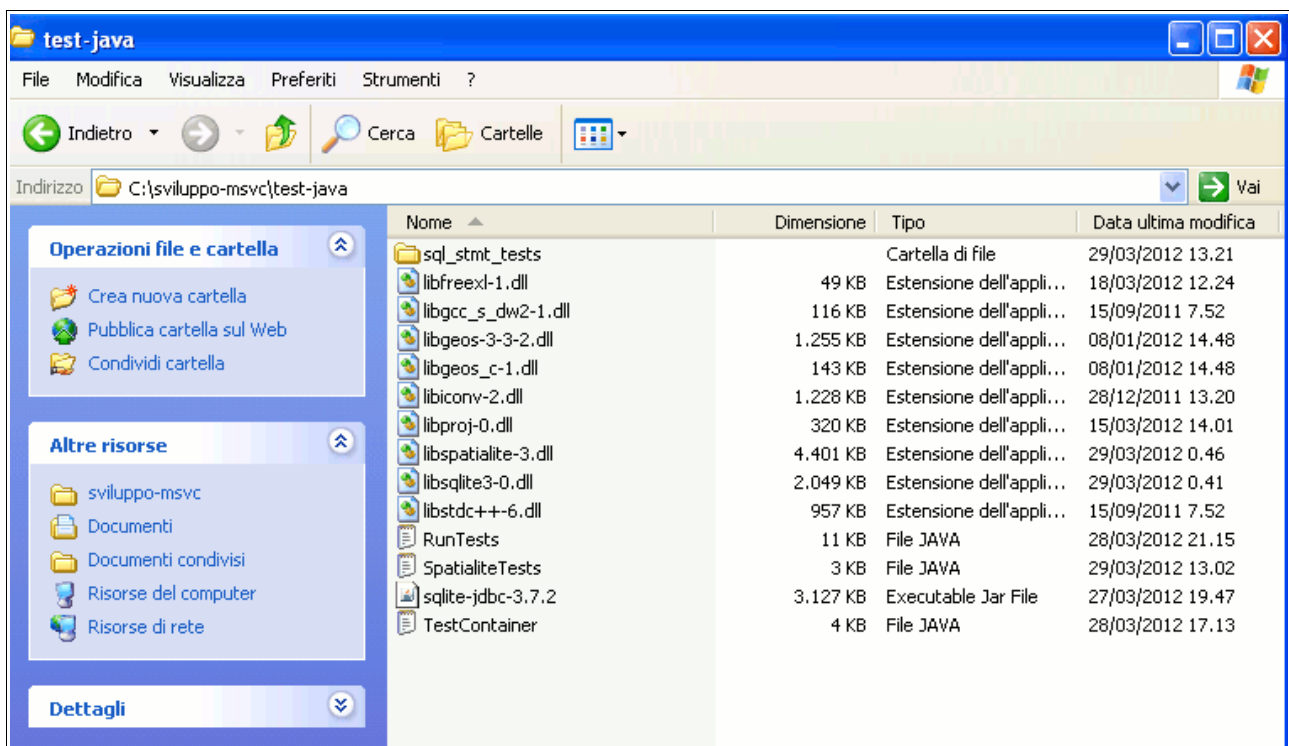 test-java
File Modifica Visualizza Preferiti Strumenti ?
Indietro Cerca Cartelle
Indirizzo C:\sviluppo-msvc\test-java Vai
Operazioni file e cartella
Crea nuova cartella
Pubblica cartella sul Web
Condividi cartella
Altre risorse
sviluppo-msvc
Documenti
Documenti condivisi
Risorse del computer
Risorse di rete
Dettagli
Nome Dimensione Tipo Data ultima modifica
sql_stmt_tests Cartella di file 29/03/2012 13.21
libfreexl-1.dll 49 KB Estensione dell'appli... 18/03/2012 12.24
libgcc_s_dw2-1.dll 116 KB Estensione dell'appli... 15/09/2011 7.52
libgeos-3-3-2.dll 1.255 KB Estensione dell'appli... 08/01/2012 14.48
libgeos_c-1.dll 143 KB Estensione dell'appli... 08/01/2012 14.48
libiconv-2.dll 1.228 KB Estensione dell'appli... 28/12/2011 13.20
libproj-0.dll 320 KB Estensione dell'appli... 15/03/2012 14.01
libspatialite-3.dll 4.401 KB Estensione dell'appli... 29/03/2012 0.46
libsqlite3-0.dll 2.049 KB Estensione dell'appli... 29/03/2012 0.41
libstdc++-6.dll 957 KB Estensione dell'appli... 15/09/2011 7.52
RunTests 11 KB File JAVA 28/03/2012 21.15
SpatialiteTests 3 KB File JAVA 29/03/2012 13.02
sqlite-jdbc-3.7.2 3.127 KB Executable Jar File 27/03/2012 19.47
TestContainer 4 KB File JAVA 28/03/2012 17.13